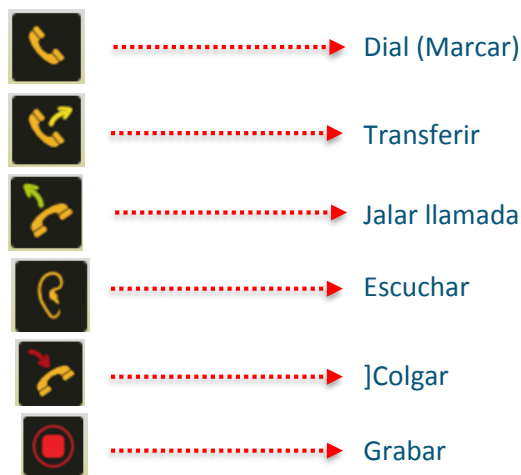 Dial (Marcar)
Transferir
Jalar llamada
Escuchar
]Colgar
Grabar